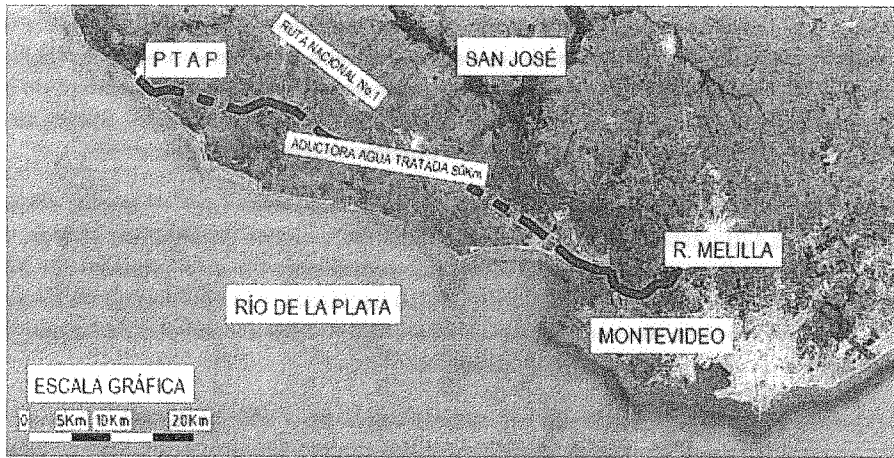 P T A P
RUTA NACIONAL No.1
SAN JOSÉ
ADUCTORA AGUA TRATADA 80Km
R. MELILLA
RÍO DE LA PLATA
MONTEVIDEO
ESCALA GRÁFICA
0 5Km 10Km 20Km